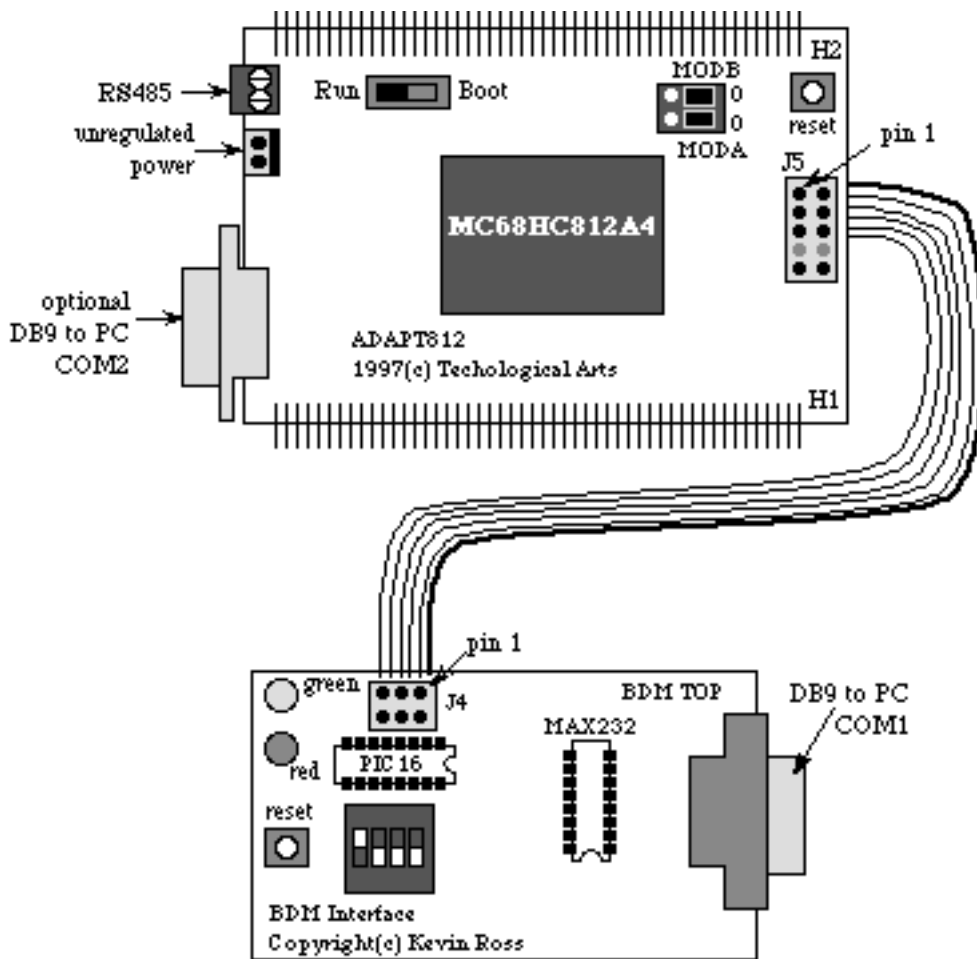 H2
MODB
RS485
Run
Boot
0
0
reset
unregulated
power
MODA
pin 1
J5
MC68HC812A4
optional
DB9 to PC
COM2
ADAPT812
1997(c) Techological Arts
H1
pin 1
green
J4
BDM TOP
DB9 to PC
COM1
MAX232
PIC 16
red
reset
BDM Interface
Copyright(c) Kevin Ross